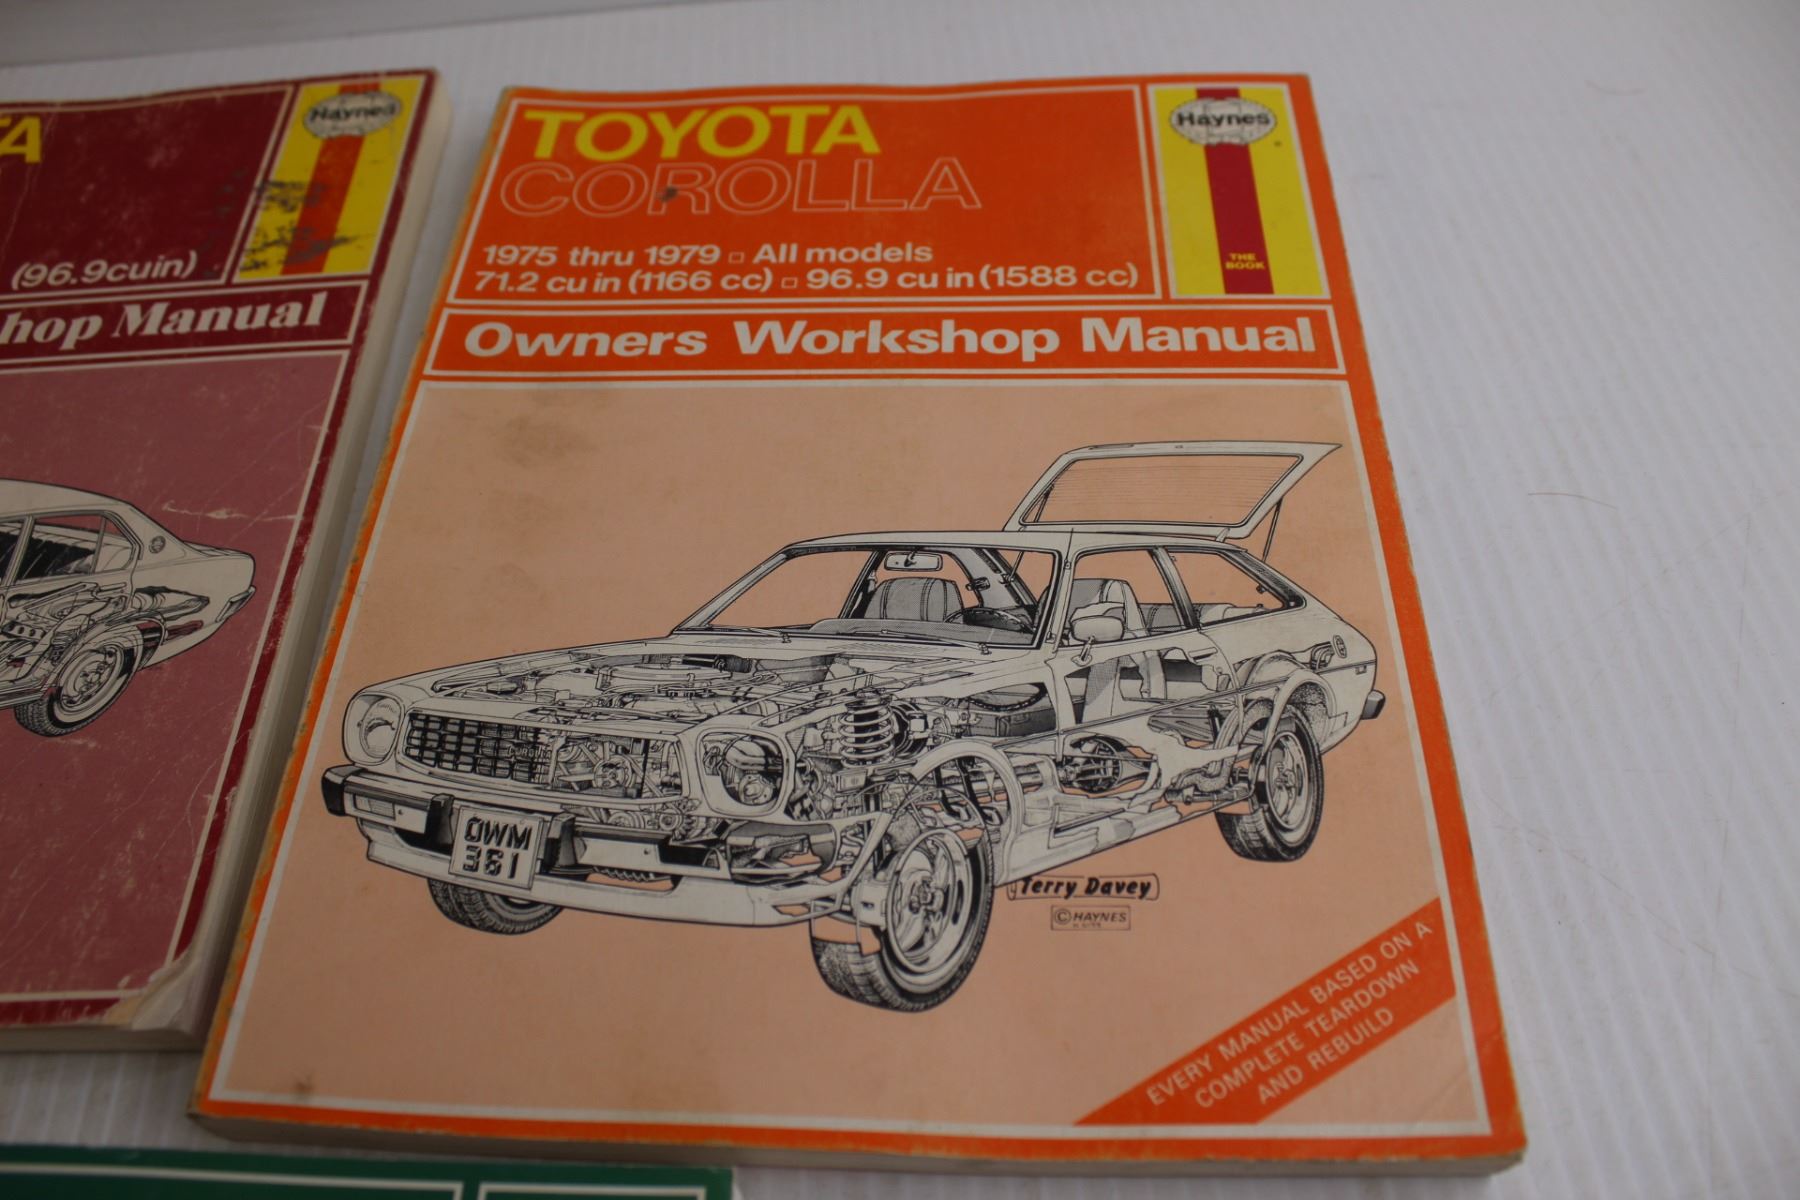 TA
Haynes
(96.9cuin)
hop Manual
TOYOTA
COROLLA
Haynes
THE
BOOK
1975 thru 1979 ▫ All models
71.2 cu in (1166 cc) ▫ 96.9 cu in (1588 cc)
Owners Workshop Manual
COROLLA
OWM
361
Terry Davey
© HAYNES
EVERY MANUAL BASED ON A
COMPLETE TEARDOWN
AND REBUILD